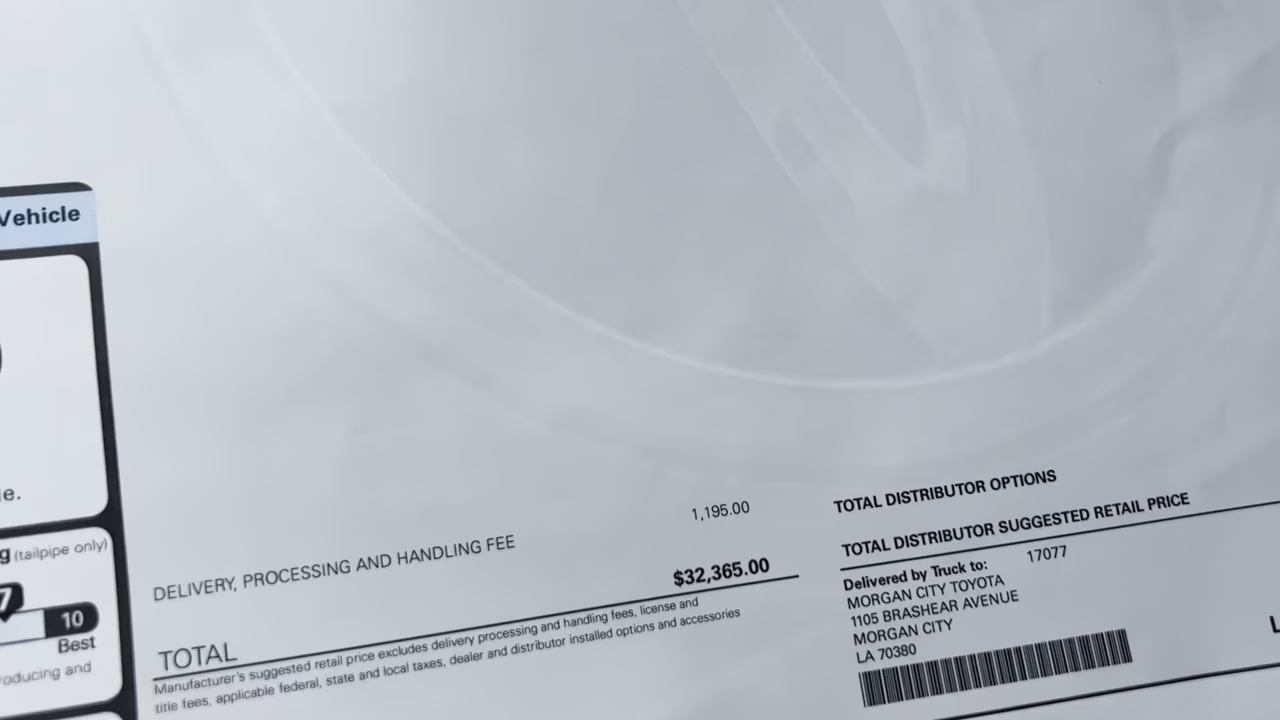 Vehicle
e.
g (tailpipe only)
7
10
Best
oducing and
DELIVERY, PROCESSING AND HANDLING FEE 1,195.00
TOTAL $32,365.00
Manufacturer's suggested retail price excludes delivery processing and handling fees, license and
title fees, applicable federal, state and local taxes, dealer and distributor installed options and accessories
TOTAL DISTRIBUTOR OPTIONS
TOTAL DISTRIBUTOR SUGGESTED RETAIL PRICE
Delivered by Truck to: 17077
MORGAN CITY TOYOTA
1105 BRASHEAR AVENUE
MORGAN CITY
LA 70380
L